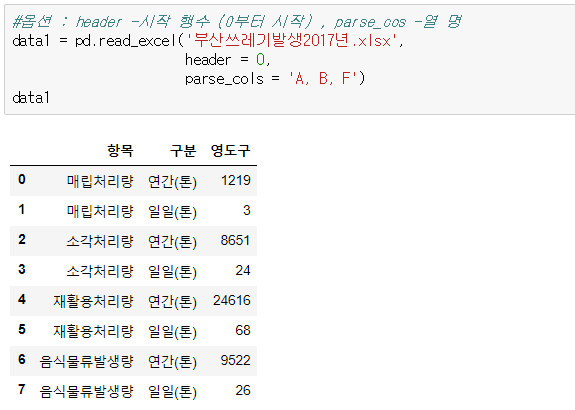 #옵션 : header -시작 행수 (0부터 시작) , parse_cos -열 명
data1 = pd.read_excel('부산쓰레기발생2017년.xlsx',
header = 0,
parse_cols = 'A, B, F')
data1
항목 구분 영도구
0 매립처리량 연간(톤) 1219
1 매립처리량 일일(톤) 3
2 소각처리량 연간(톤) 8651
3 소각처리량 일일(톤) 24
4 재활용처리량 연간(톤) 24616
5 재활용처리량 일일(톤) 68
6 음식물류발생량 연간(톤) 9522
7 음식물류발생량 일일(톤) 26